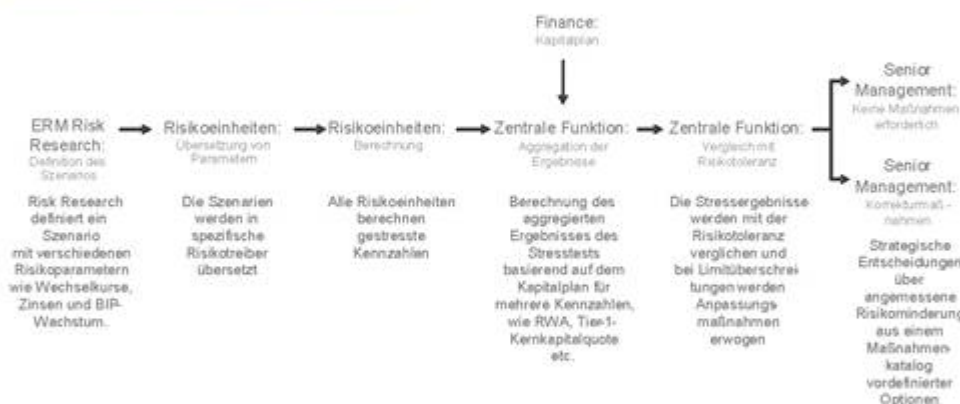 Finance:
Kapitalplan
ERM Risk
Research:
Definition des
Szenarios
Risk Research
definiert ein
Szenario
mit verschiedenen
Risikoparametern
wie Wechselkurse,
Zinsen und BIP-
Wachstum.
Risikoeinheiten:
Übersetzung von
Parametern
Die Szenarien
werden in
spezifische
Risikotreiber
übersetzt
Risikoeinheiten:
Berechnung
Alle Risikoeinheiten
berechnen
gestresste
Kennzahlen
Zentrale Funktion:
Aggregation der
Ergebnisse
Berechnung des
aggregierten
Ergebnisses des
Stresstests
basierend auf dem
Kapitalplan für
mehrere Kennzahlen,
wie RWA, Tier-1-
Kernkapitalquote
etc.
Zentrale Funktion:
Vergleich mit
Risikotoleranz
Die Stressergebnisse
werden mit der
Risikotoleranz
verglichen und
bei Limitüberschrei
tungen werden
Anpassungs-
maßnahmen
erwogen
Senior
Management:
Keine Maßnahmen
erforderlich
Senior
Management:
Korrekturmaß-
nahmen
Strategische
Entscheidungen
über
angemessene
Risikominderung
aus einem
Maßnahmen-
katalog
vordefinierter
Optionen